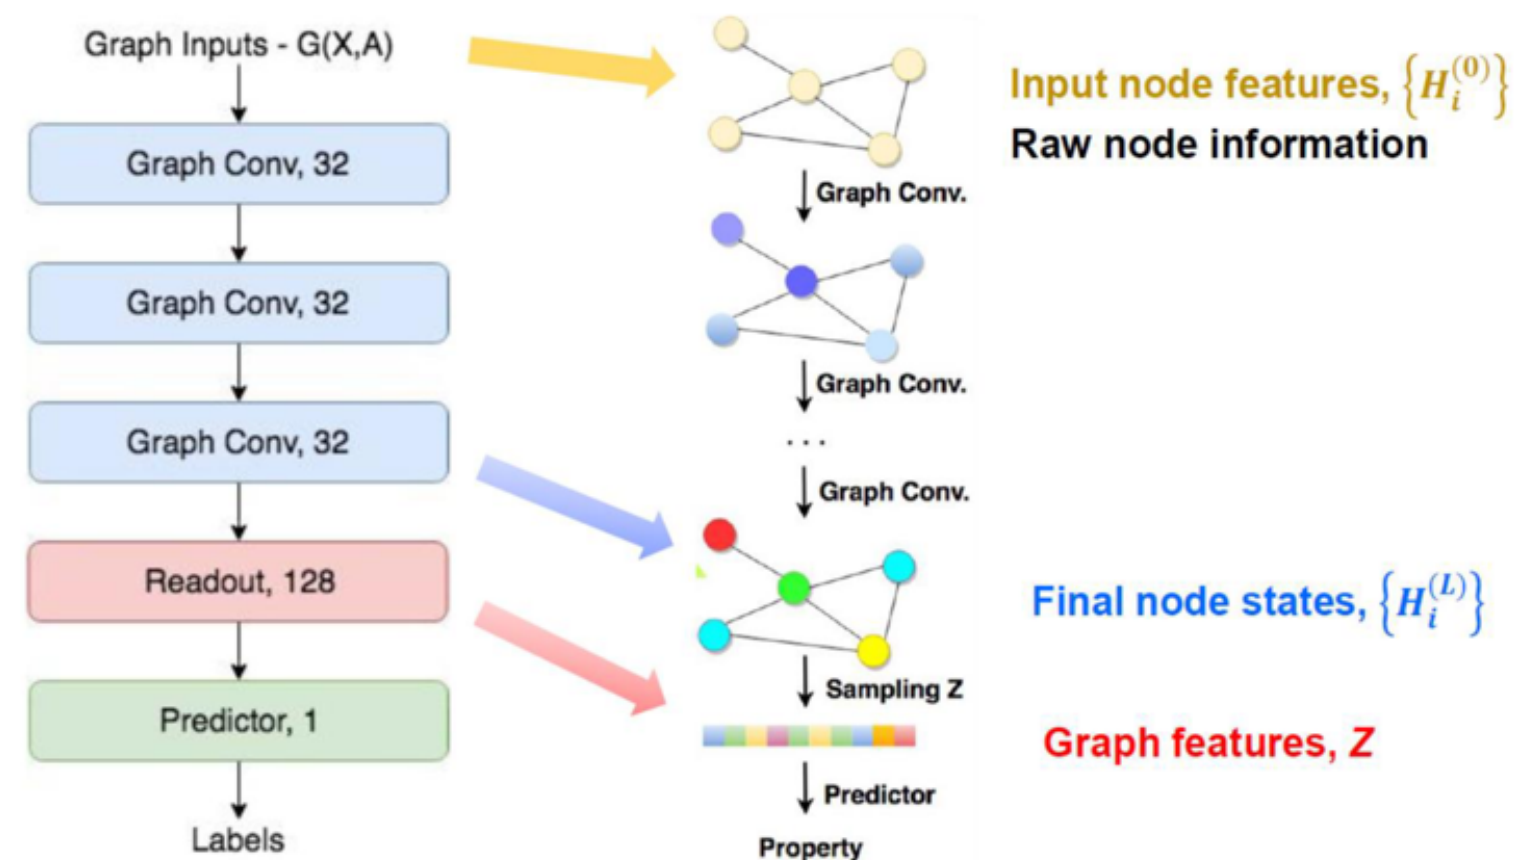 Graph Inputs - G(X,A)
Graph Conv, 32
Graph Conv, 32
Graph Conv, 32
Readout, 128
Predictor, 1
Labels
Graph Conv.
Graph Conv.
...
Graph Conv.
Sampling Z
Predictor
Property
Input node features, {H_i^(0)}
Raw node information
Final node states, {H_i^(L)}
Graph features, Z